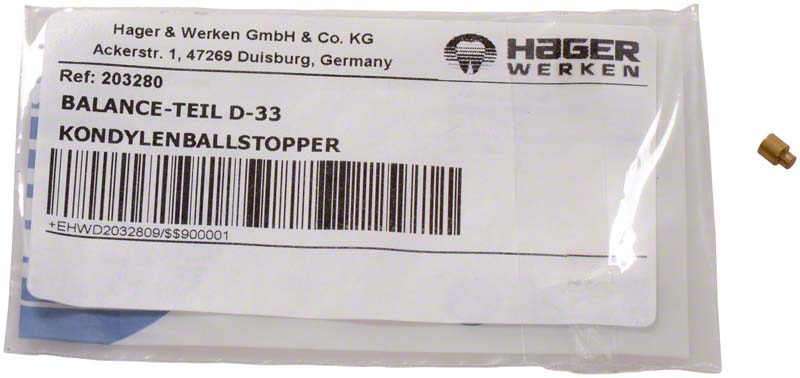 Hager & Werken GmbH & Co. KG
Ackerstr. 1, 47269 Duisburg, Germany
HAGER
WERKEN
Ref: 203280
BALANCE-TEIL D-33
KONDYLENBALLSTOPPER
+EHWD2032809/$$900001